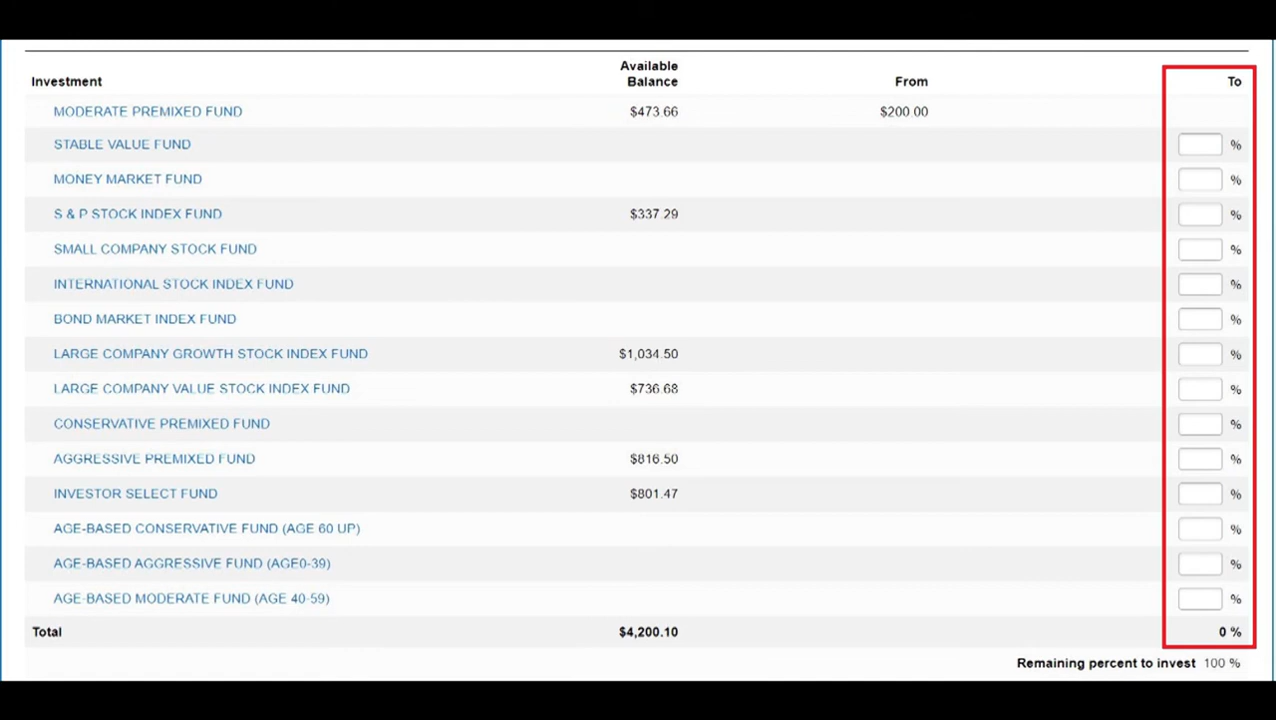 Investment Available Balance From To
MODERATE PREMIXED FUND $473.66 $200.00
STABLE VALUE FUND %
MONEY MARKET FUND %
S & P STOCK INDEX FUND $337.29 %
SMALL COMPANY STOCK FUND %
INTERNATIONAL STOCK INDEX FUND %
BOND MARKET INDEX FUND %
LARGE COMPANY GROWTH STOCK INDEX FUND $1,034.50 %
LARGE COMPANY VALUE STOCK INDEX FUND $736.68 %
CONSERVATIVE PREMIXED FUND %
AGGRESSIVE PREMIXED FUND $816.50 %
INVESTOR SELECT FUND $801.47 %
AGE-BASED CONSERVATIVE FUND (AGE 60 UP) %
AGE-BASED AGGRESSIVE FUND (AGE0-39) %
AGE-BASED MODERATE FUND (AGE 40-59) %
Total $4,200.10 0 %
Remaining percent to invest 100 %